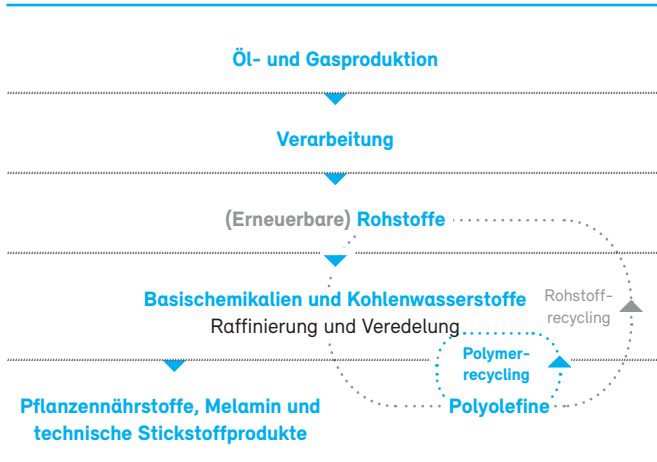 Öl- und Gasproduktion
Verarbeitung
(Erneuerbare) Rohstoffe
Basischemikalien und Kohlenwasserstoffe
Raffinierung und Veredelung
Rohstoff-
recycling
Polymer-
recycling
Pflanzennährstoffe, Melamin und
technische Stickstoffprodukte
Polyolefine